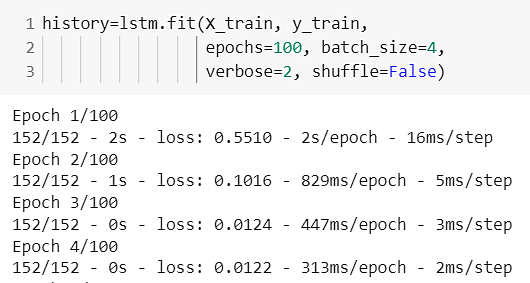 1 history=lstm.fit(X_train, y_train,
2 epochs=100, batch_size=4,
3 verbose=2, shuffle=False)
Epoch 1/100
152/152 - 2s - loss: 0.5510 - 2s/epoch - 16ms/step
Epoch 2/100
152/152 - 1s - loss: 0.1016 - 829ms/epoch - 5ms/step
Epoch 3/100
152/152 - 0s - loss: 0.0124 - 447ms/epoch - 3ms/step
Epoch 4/100
152/152 - 0s - loss: 0.0122 - 313ms/epoch - 2ms/step